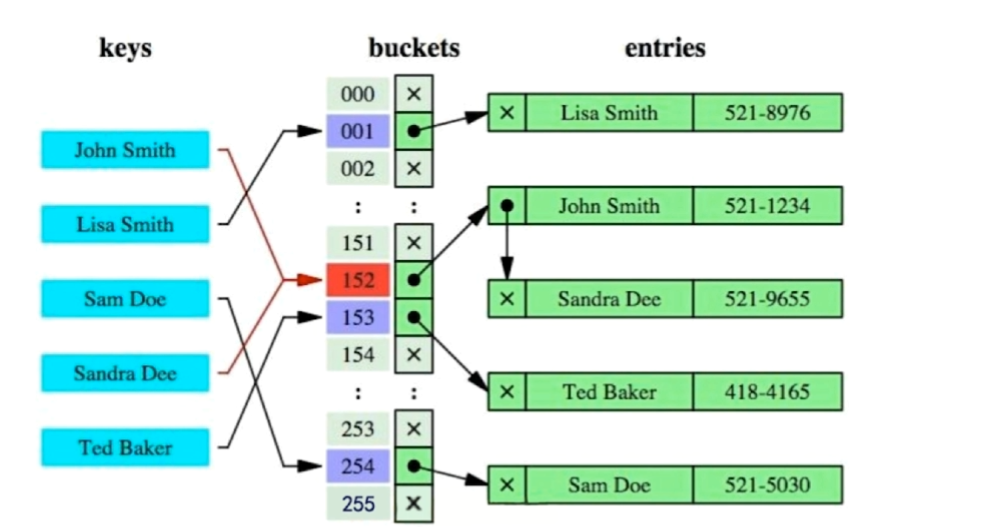 keys
buckets
entries
John Smith
Lisa Smith
Sam Doe
Sandra Dee
Ted Baker
000
001
002
:
:
151
152
153
154
:
:
253
254
255
Lisa Smith 521-8976
John Smith 521-1234
Sandra Dee 521-9655
Ted Baker 418-4165
Sam Doe 521-5030